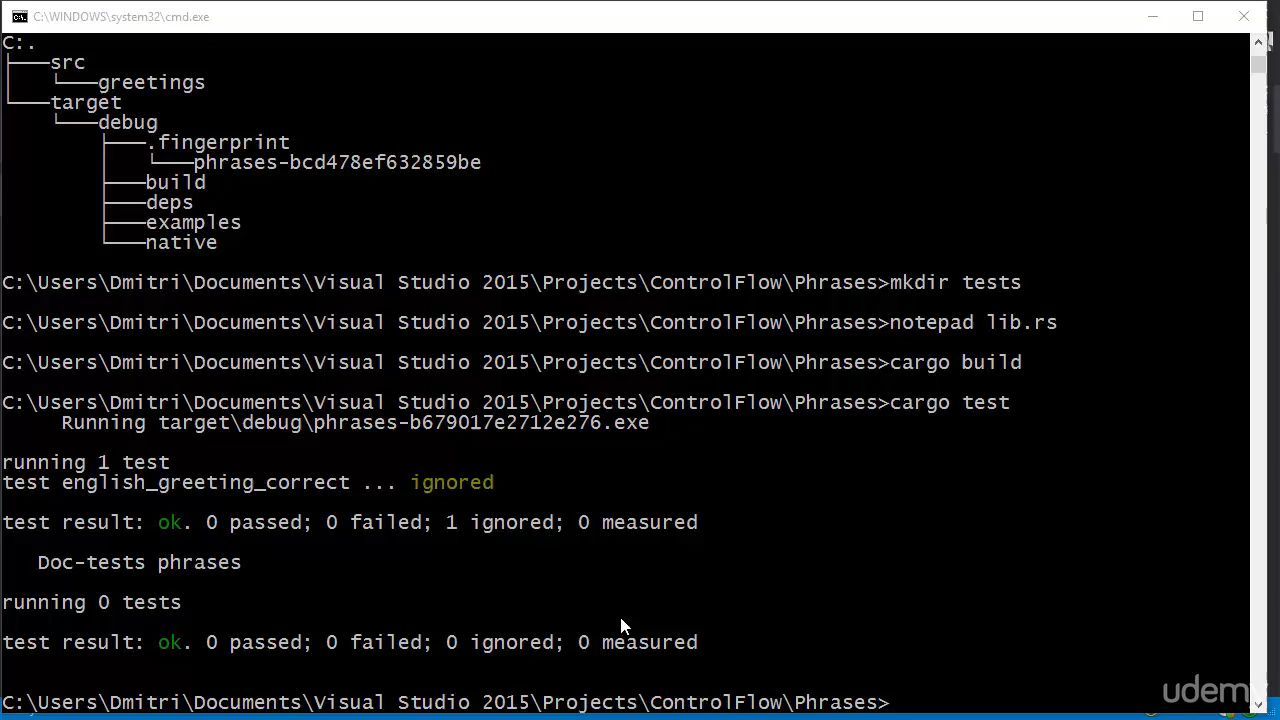 C:\WINDOWS\system32\cmd.exe
C:.
├───src
│   └───greetings
└───target
    └───debug
        ├───.fingerprint
        │   └───phrases-bcd478ef632859be
        ├───build
        ├───deps
        ├───examples
        └───native
C:\Users\Dmitri\Documents\Visual Studio 2015\Projects\ControlFlow\Phrases>mkdir tests
C:\Users\Dmitri\Documents\Visual Studio 2015\Projects\ControlFlow\Phrases>notepad lib.rs
C:\Users\Dmitri\Documents\Visual Studio 2015\Projects\ControlFlow\Phrases>cargo build
C:\Users\Dmitri\Documents\Visual Studio 2015\Projects\ControlFlow\Phrases>cargo test
     Running target\debug\phrases-b679017e2712e276.exe
running 1 test
test english_greeting_correct ... ignored
test result: ok. 0 passed; 0 failed; 1 ignored; 0 measured
   Doc-tests phrases
running 0 tests
test result: ok. 0 passed; 0 failed; 0 ignored; 0 measured
C:\Users\Dmitri\Documents\Visual Studio 2015\Projects\ControlFlow\Phrases>
udemy